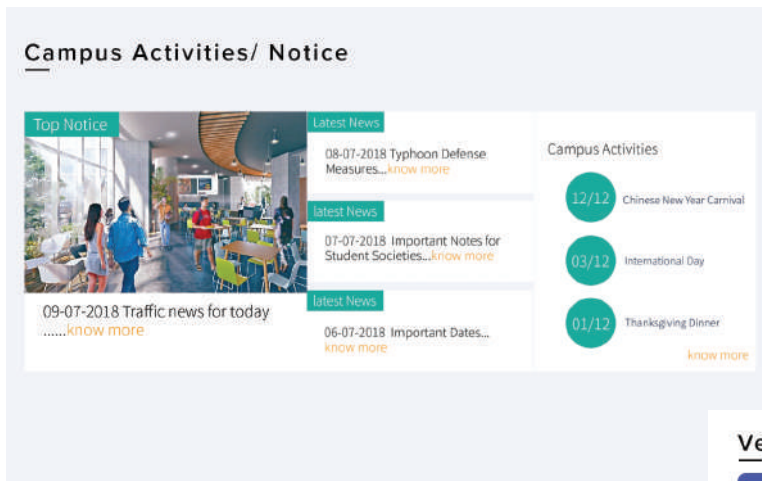 Campus Activities/ Notice
Top Notice
09-07-2018 Traffic news for today
......know more
Latest News
08-07-2018 Typhoon Defense
Measures...know more
latest News
07-07-2018 Important Notes for
Student Societies...know more
latest News
06-07-2018 Important Dates...
know more
Campus Activities
12/12 Chinese New Year Carnival
03/12 International Day
01/12 Thanksgiving Dinner
know more
Ve